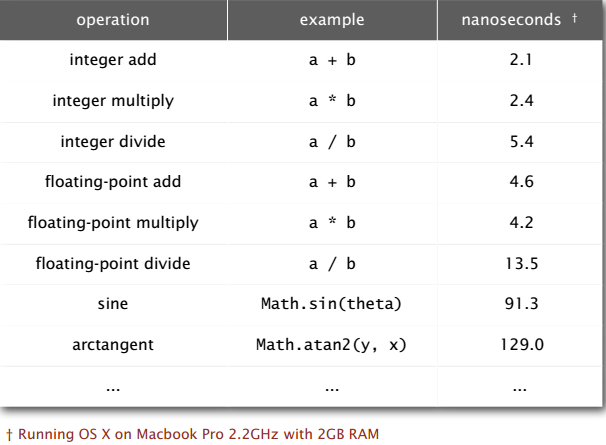 operation example nanoseconds †
integer add a + b 2.1
integer multiply a * b 2.4
integer divide a / b 5.4
floating-point add a + b 4.6
floating-point multiply a * b 4.2
floating-point divide a / b 13.5
sine Math.sin(theta) 91.3
arctangent Math.atan2(y, x) 129.0
... ... ...
† Running OS X on Macbook Pro 2.2GHz with 2GB RAM